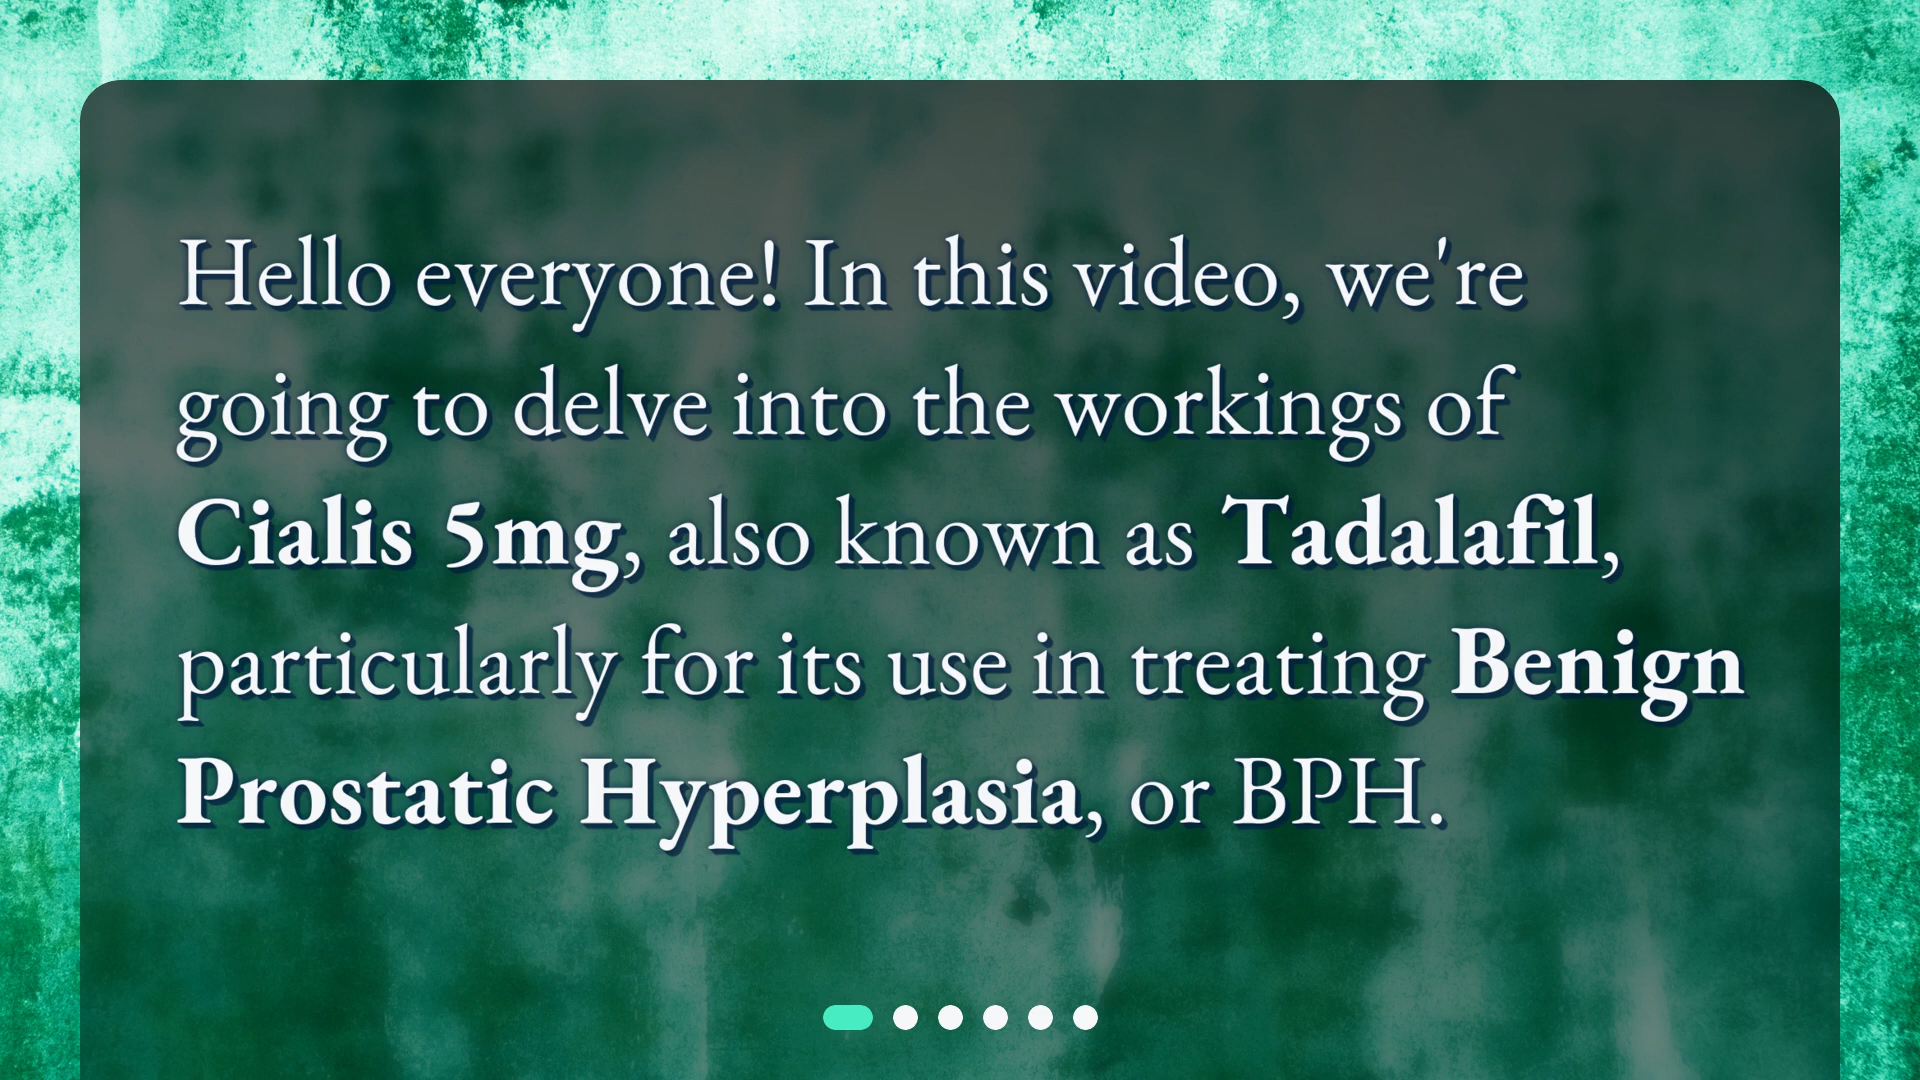 Hello everyone! In this video, we're
going to delve into the workings of
Cialis 5mg, also known as Tadalafil,
particularly for its use in treating Benign
Prostatic Hyperplasia, or BPH.